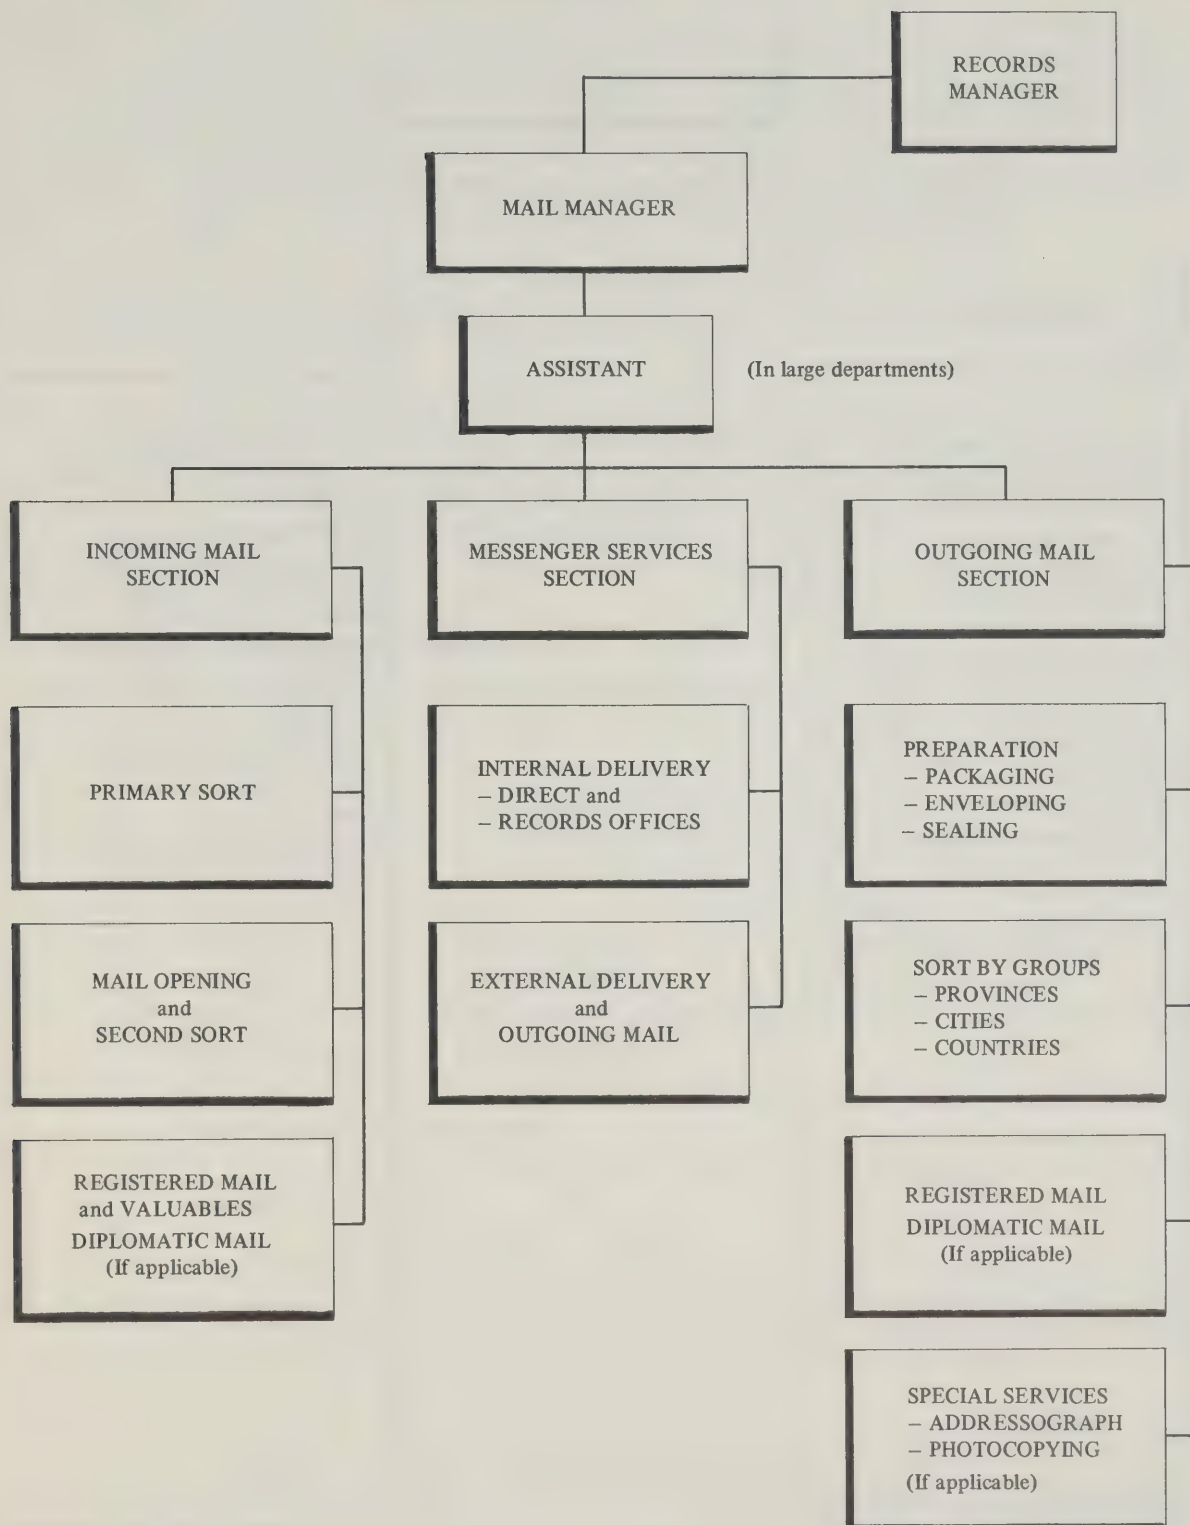 RECORDS
MANAGER
MAIL MANAGER
ASSISTANT
(In large departments)
INCOMING MAIL
SECTION
MESSENGER SERVICES
SECTION
OUTGOING MAIL
SECTION
PRIMARY SORT
INTERNAL DELIVERY
– DIRECT and
– RECORDS OFFICES
PREPARATION
– PACKAGING
– ENVELOPING
– SEALING
MAIL OPENING
and
SECOND SORT
EXTERNAL DELIVERY
and
OUTGOING MAIL
SORT BY GROUPS
– PROVINCES
– CITIES
– COUNTRIES
REGISTERED MAIL
and VALUABLES
DIPLOMATIC MAIL
(If applicable)
REGISTERED MAIL
DIPLOMATIC MAIL
(If applicable)
SPECIAL SERVICES
– ADDRESSOGRAPH
– PHOTOCOPYING
(If applicable)